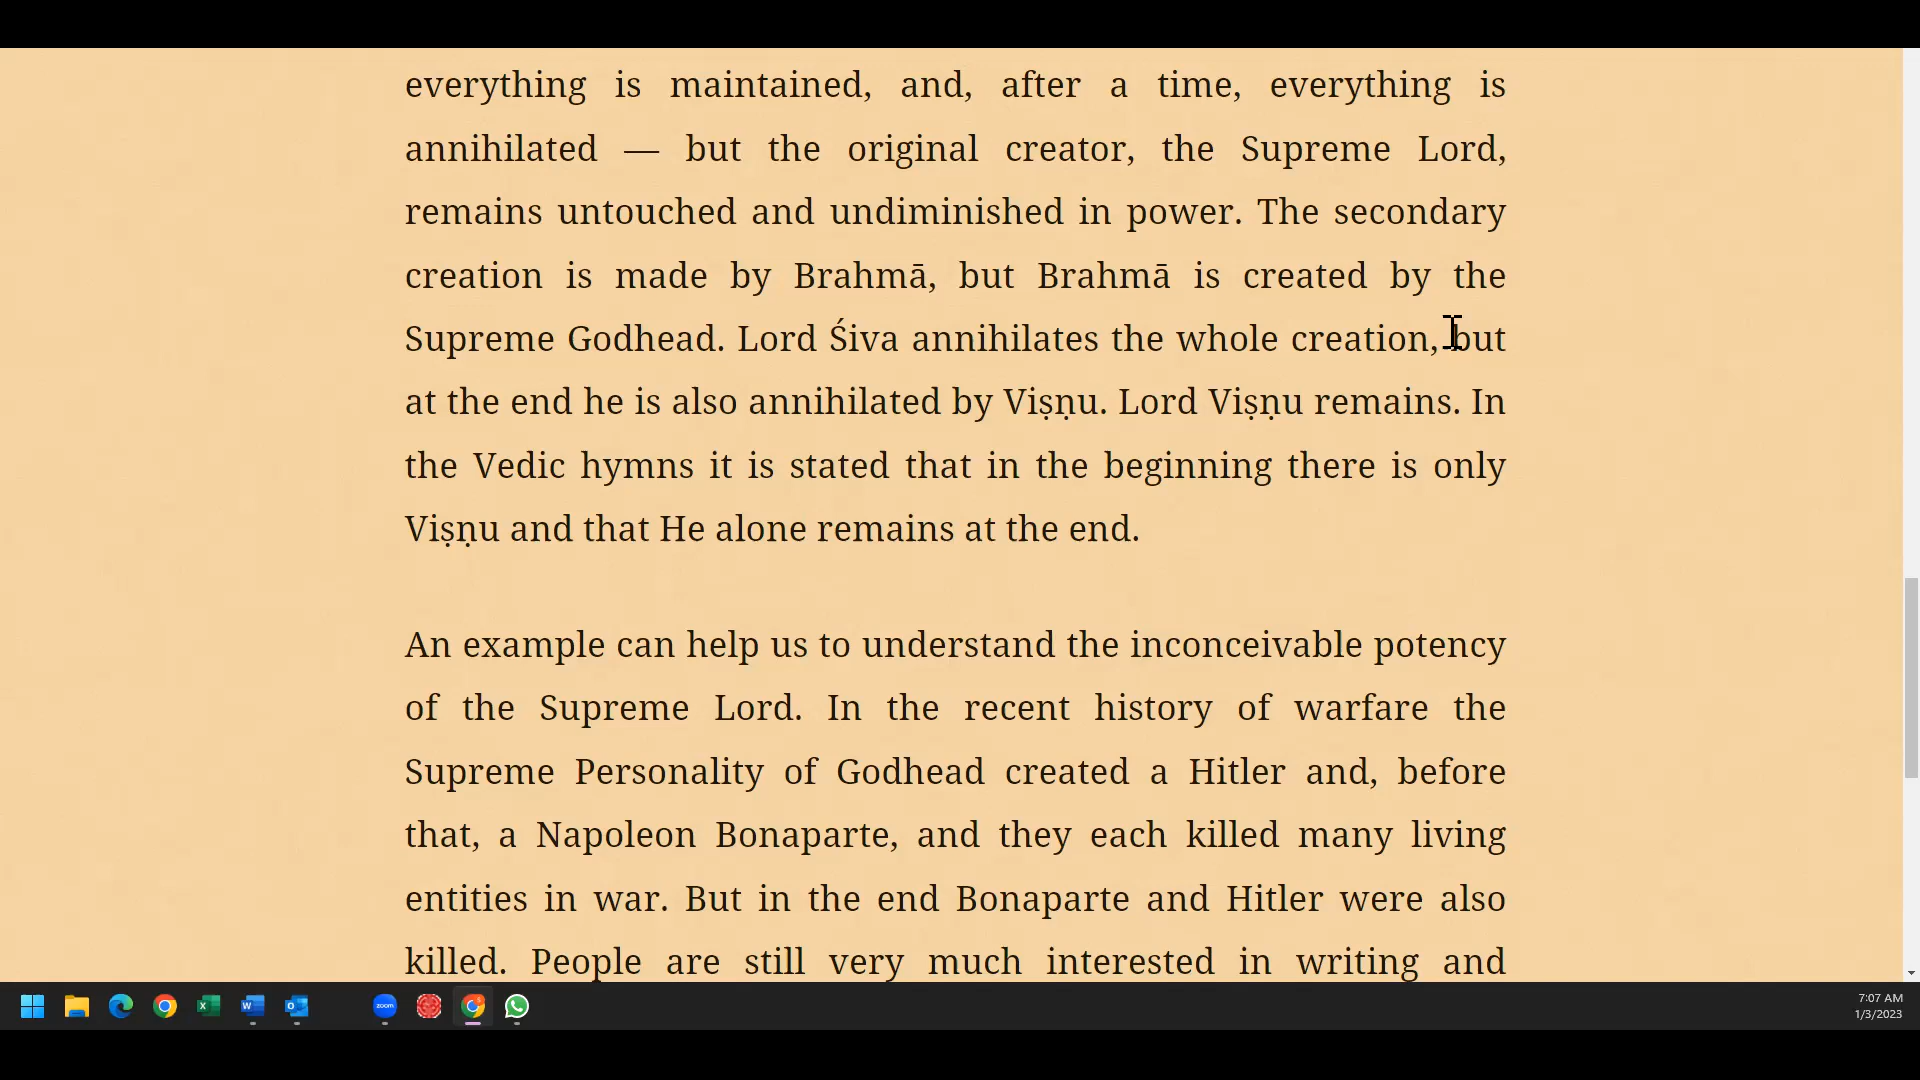 everything is maintained, and, after a time, everything is
annihilated — but the original creator, the Supreme Lord,
remains untouched and undiminished in power. The secondary
creation is made by Brahmā, but Brahmā is created by the
Supreme Godhead. Lord Śiva annihilates the whole creation, but
at the end he is also annihilated by Viṣṇu. Lord Viṣṇu remains. In
the Vedic hymns it is stated that in the beginning there is only
Viṣṇu and that He alone remains at the end.
An example can help us to understand the inconceivable potency
of the Supreme Lord. In the recent history of warfare the
Supreme Personality of Godhead created a Hitler and, before
that, a Napoleon Bonaparte, and they each killed many living
entities in war. But in the end Bonaparte and Hitler were also
killed. People are still very much interested in writing and
zoom
7:07 AM
1/3/2023